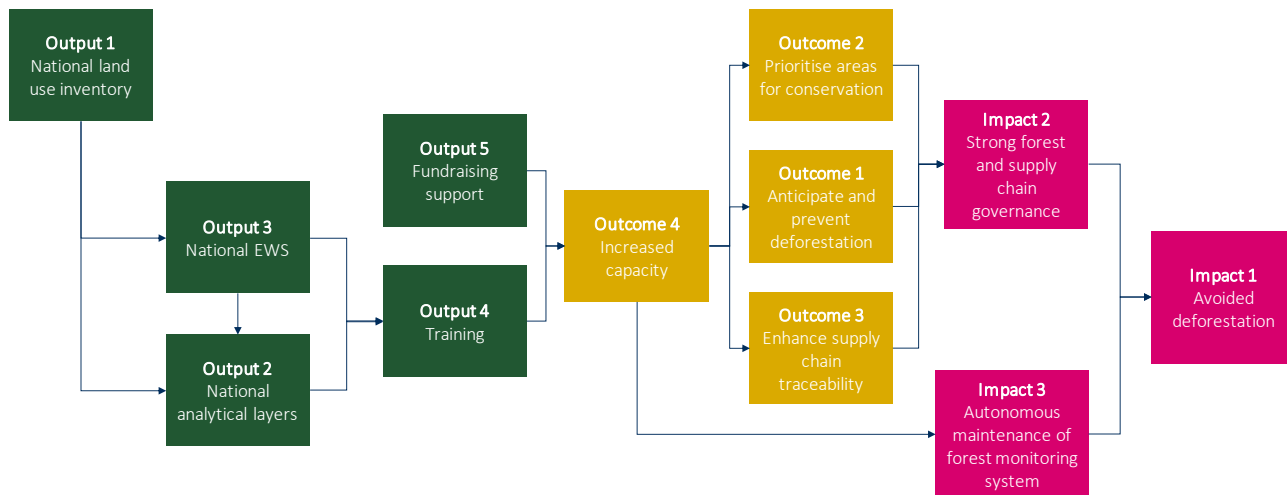 Output 1
National land
use inventory
Output 3
National EWS
Output 2
National
analytical layers
Output 5
Fundraising
support
Output 4
Training
Outcome 4
Increased
capacity
Outcome 2
Prioritise areas
for conservation
Outcome 1
Anticipate and
prevent
deforestation
Outcome 3
Enhance supply
chain
traceability
Impact 2
Strong forest
and supply
chain
governance
Impact 3
Autonomous
maintenance of
forest monitoring
system
Impact 1
Avoided
deforestation